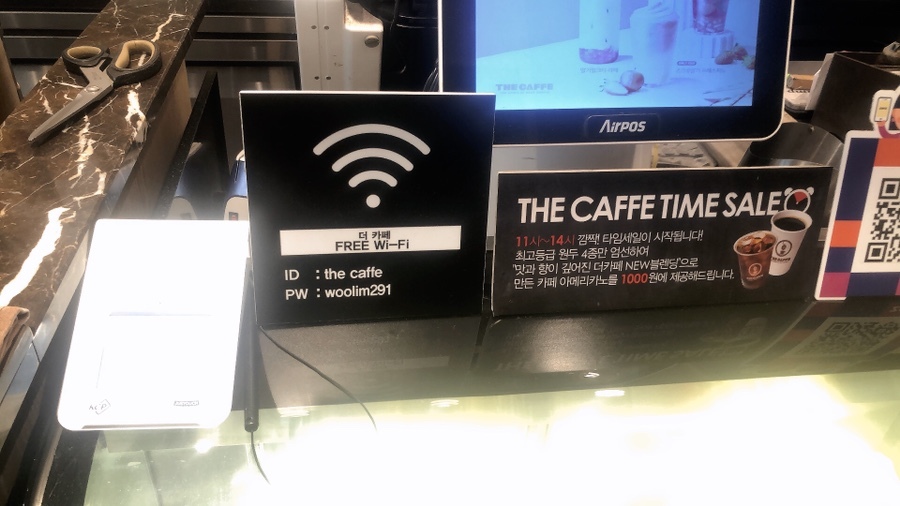 THE CAFFE
AIRPOS
더 카페
FREE Wi-Fi
ID : the caffe
PW : woolim291
THE CAFFE TIME SALE
11시~14시 깜짝! 타임세일이 시작됩니다!
최고등급 원두 4종만 엄선하여
"맛과 향이 깊어진 더카페 NEW블렌딩"으로
만든 카페 아메리카노를 1000원에 제공해드립니다.